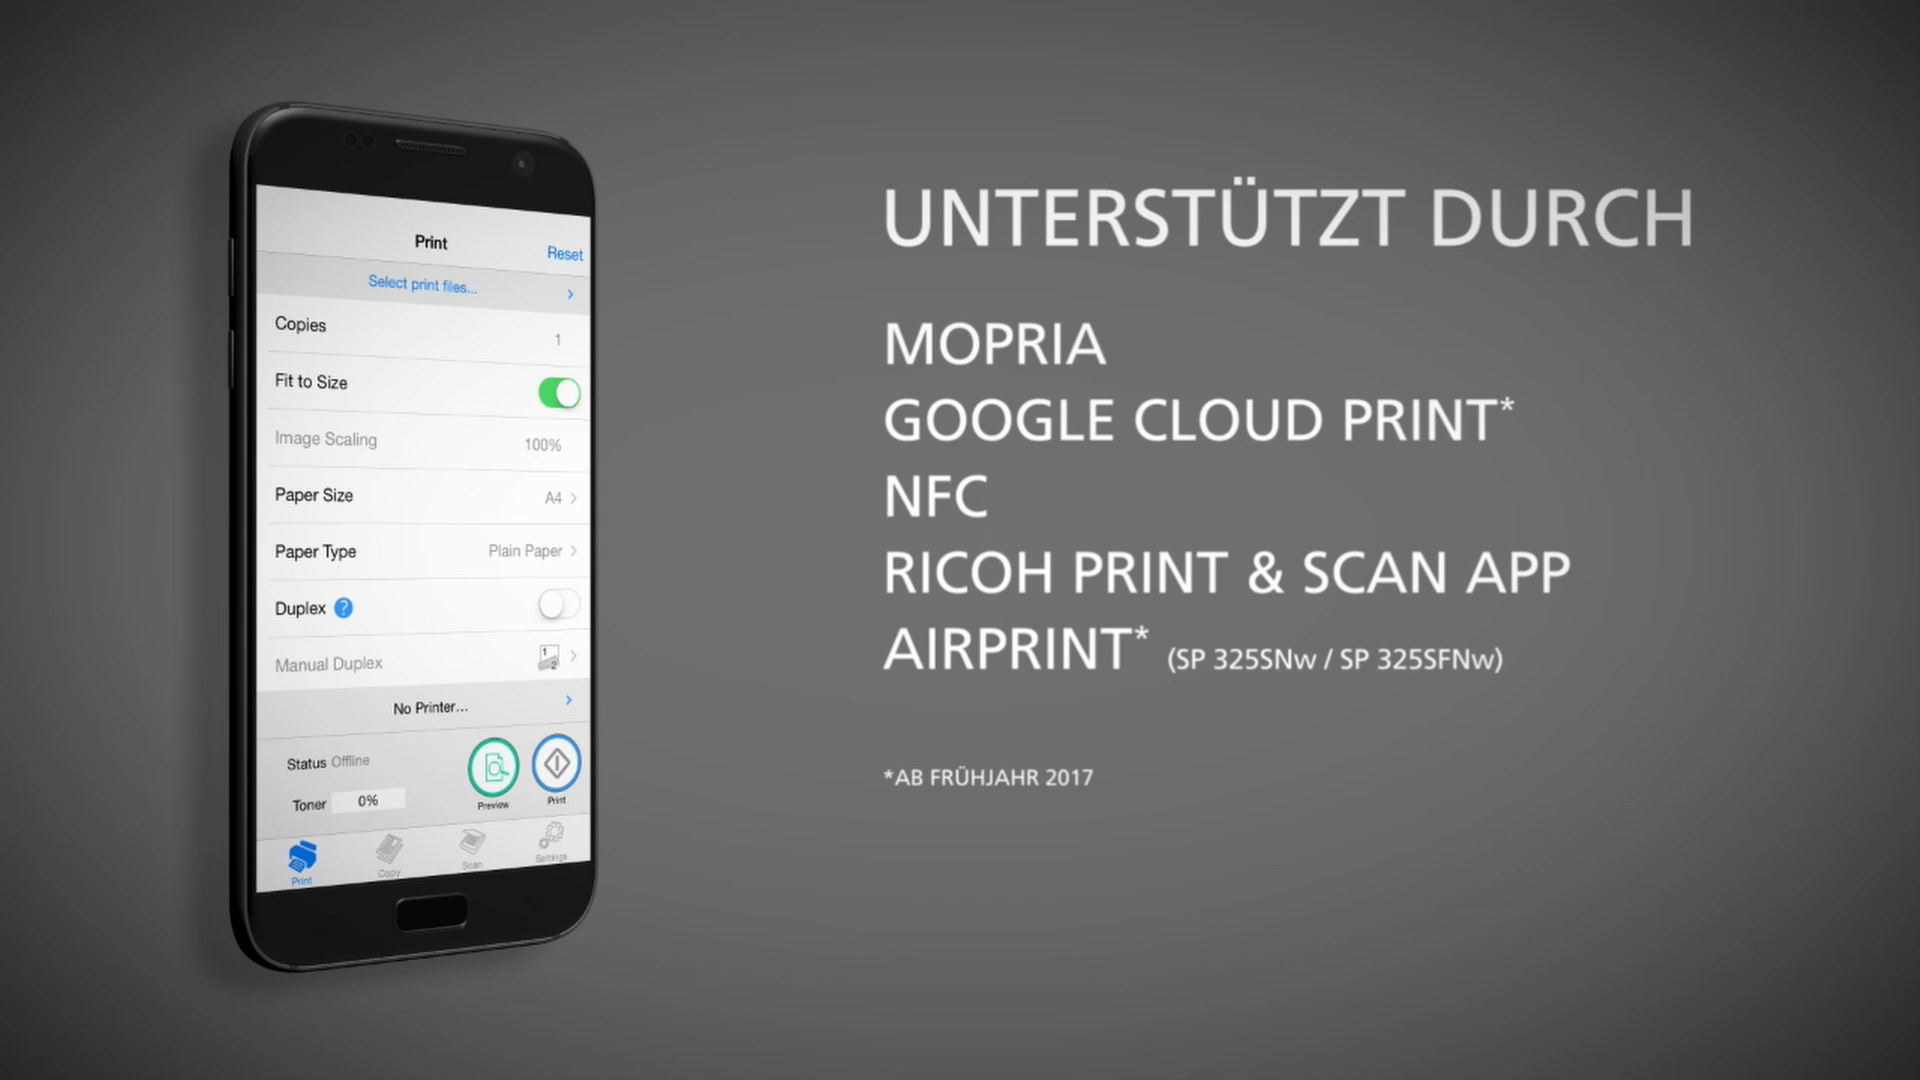 Print
Reset
Select print files...
Copies 1
Fit to Size
Image Scaling 100%
Paper Size A4
Paper Type Plain Paper
Duplex ?
Manual Duplex 1 2
No Printer...
Status Offline
Toner 0%
Preview Print
Print Copy Scan Settings
UNTERSTÜTZT DURCH
MOPRIA
GOOGLE CLOUD PRINT*
NFC
RICOH PRINT & SCAN APP
AIRPRINT* (SP 325SNw / SP 325SFNw)
*AB FRÜHJAHR 2017